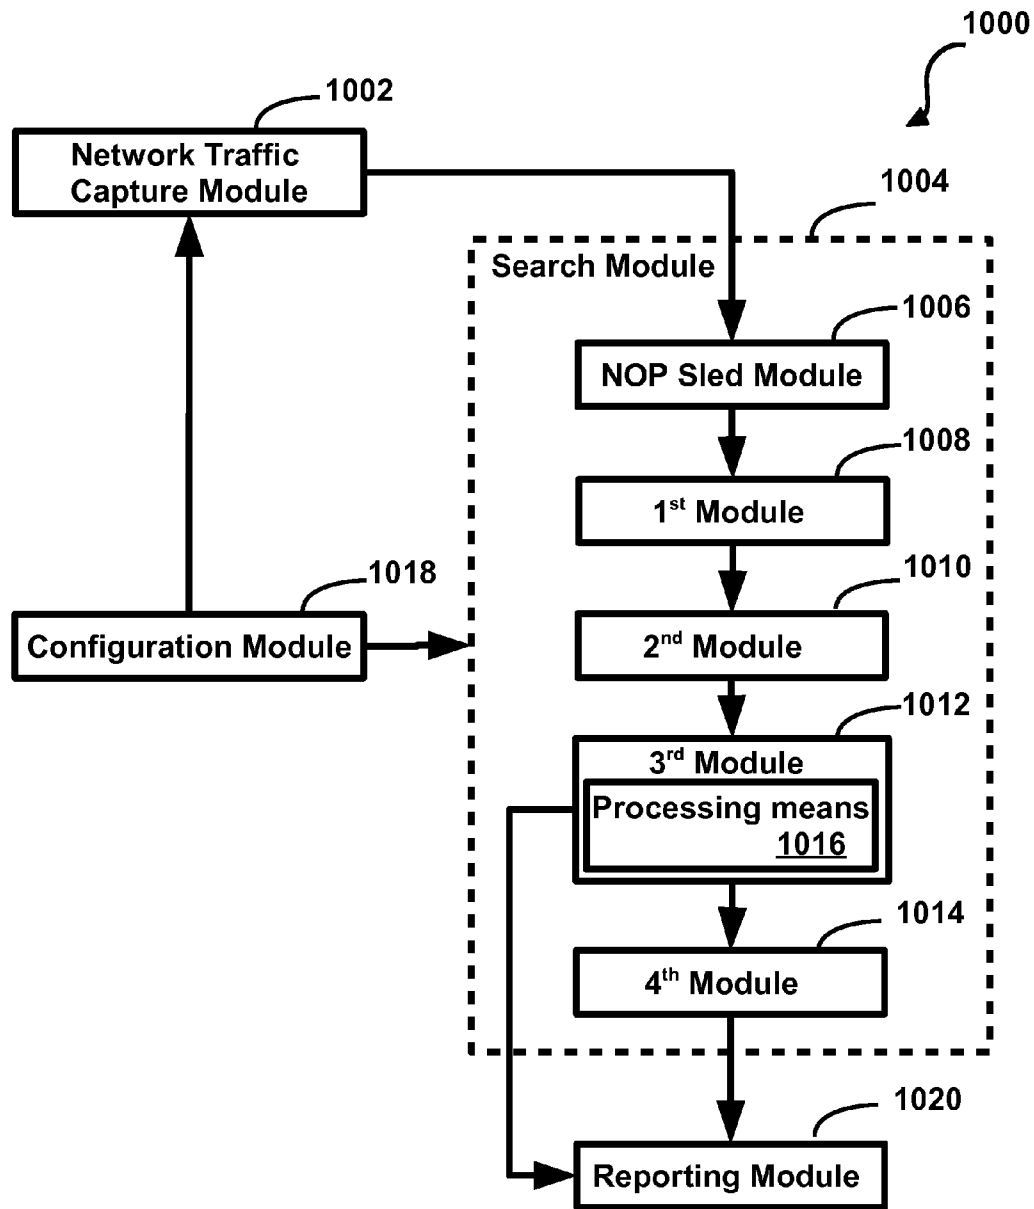 1000
1002
Network Traffic
Capture Module
1004
Search Module
1006
NOP Sled Module
1008
1st Module
1018
Configuration Module
1010
2nd Module
1012
3rd Module
Processing means
1016
1014
4th Module
1020
Reporting Module